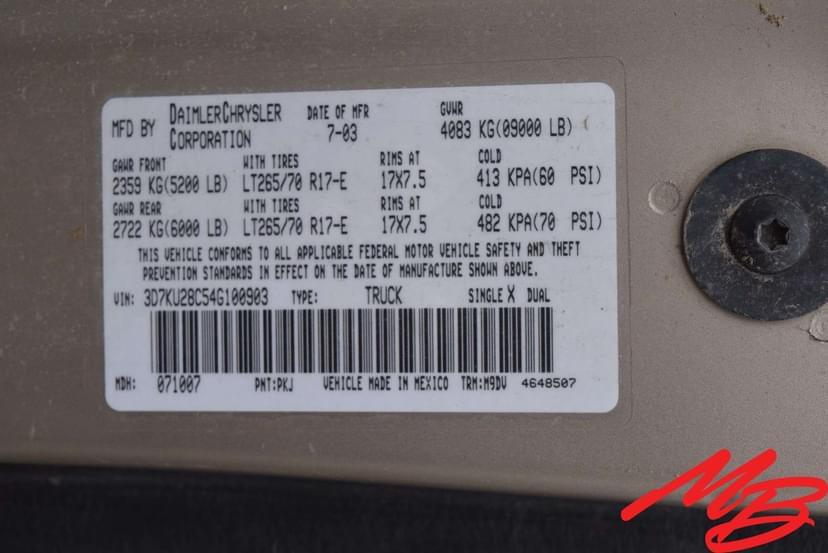 MFD BY DAIMLERCHRYSLER CORPORATION DATE OF MFR 7-03 GVWR 4083 KG(09000 LB)
GAWR FRONT WITH TIRES RIMS AT COLD
2359 KG(5200 LB) LT265/70 R17-E 17X7.5 413 KPA(60 PSI)
GAWR REAR WITH TIRES RIMS AT COLD
2722 KG(6000 LB) LT265/70 R17-E 17X7.5 482 KPA(70 PSI)
THIS VEHICLE CONFORMS TO ALL APPLICABLE FEDERAL MOTOR VEHICLE SAFETY AND THEFT
PREVENTION STANDARDS IN EFFECT ON THE DATE OF MANUFACTURE SHOWN ABOVE.
VIN: 3D7KU28C54G100903 TYPE: TRUCK SINGLE X DUAL
MDH: 071007 PNT:PKJ VEHICLE MADE IN MEXICO TRM:M9DV 4648507
MB